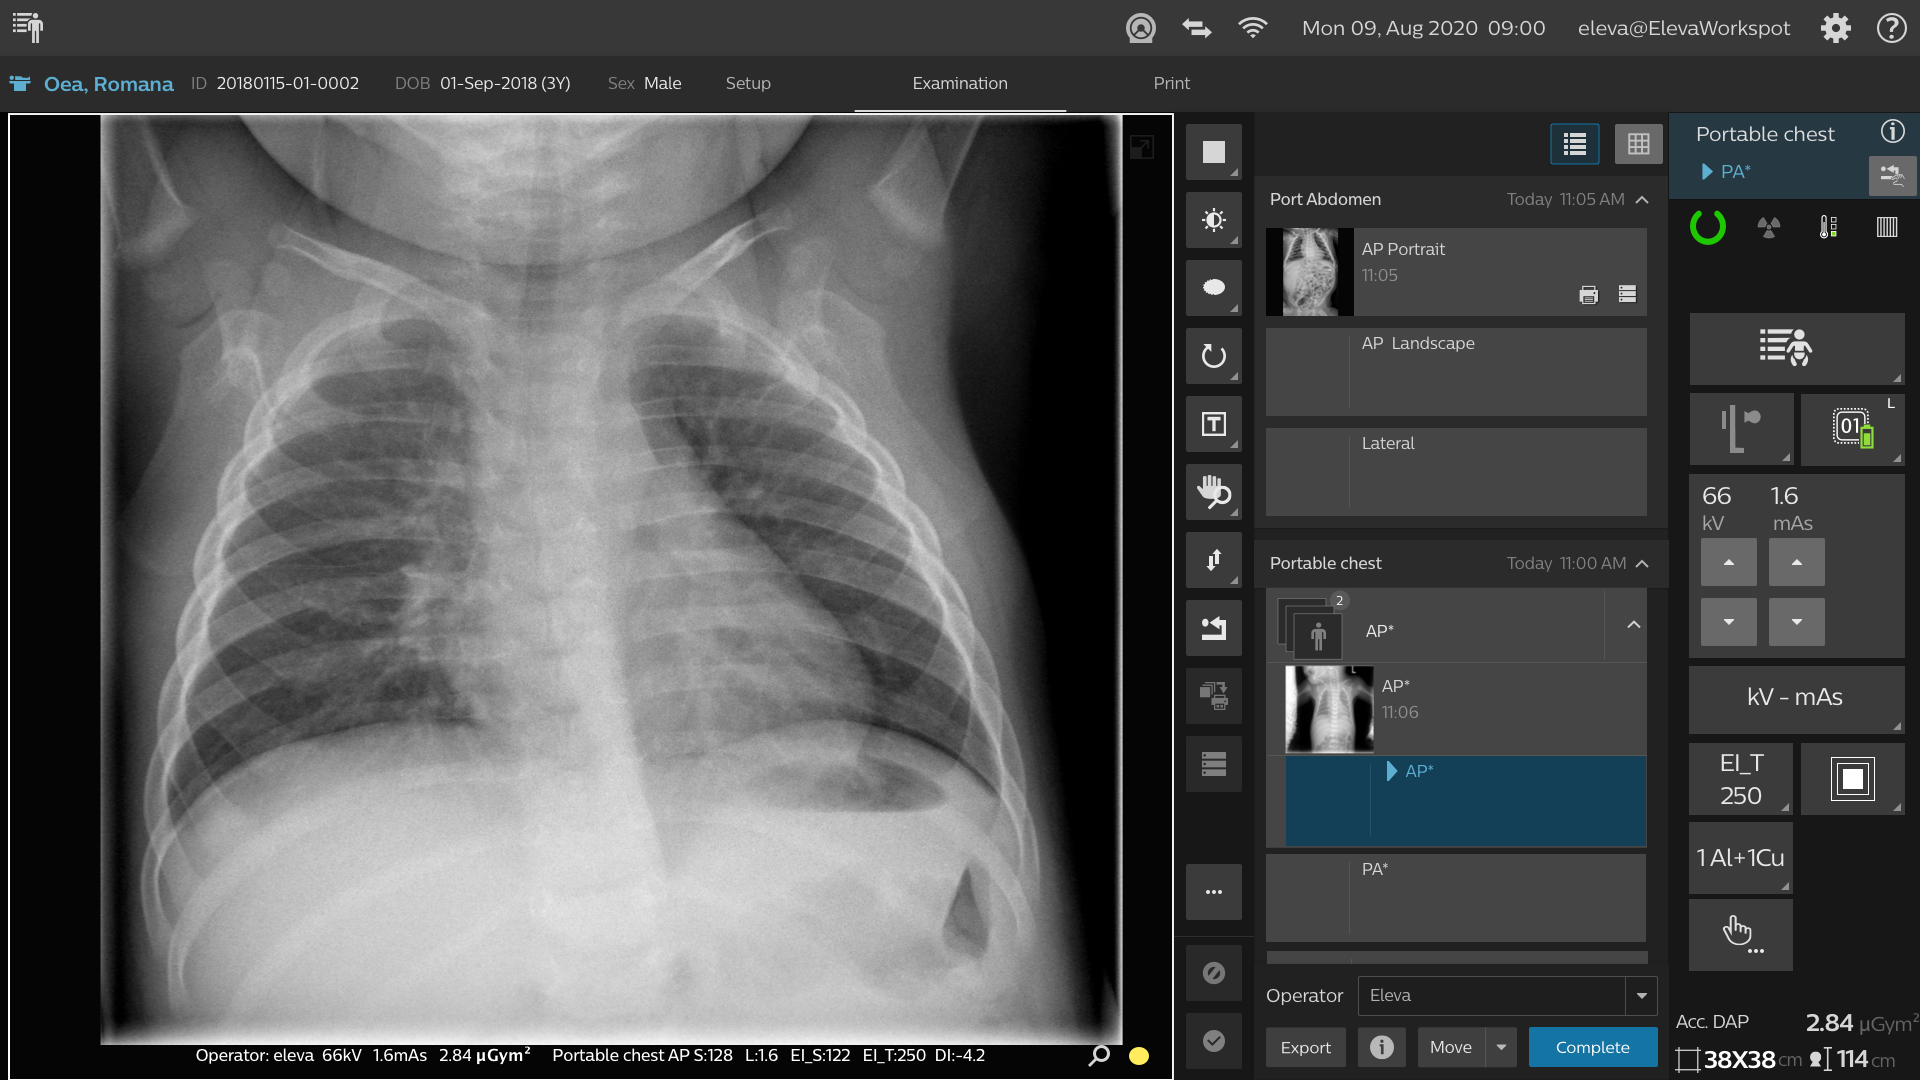 Mon 09, Aug 2020 09:00 eleva@ElevaWorkspot ?
Oea, Romana ID 20180115-01-0002 DOB 01-Sep-2018 (3Y) Sex Male Setup Examination Print
Portable chest
PA*
Port Abdomen Today 11:05 AM
AP Portrait
11:05
AP Landscape
Lateral
T
Portable chest Today 11:00 AM
2
AP*
L
AP*
11:06
AP*
PA*
Operator Eleva
Export Move Complete
L
01
66 1.6
kV mAs
kV - mAs
EI_T
250
1 Al+1Cu
Acc. DAP 2.84 µGym²
38X38 cm 114 cm
Operator: eleva 66kV 1.6mAs 2.84 µGym² Portable chest AP S:128 L:1.6 EI_S:122 EI_T:250 DI:-4.2